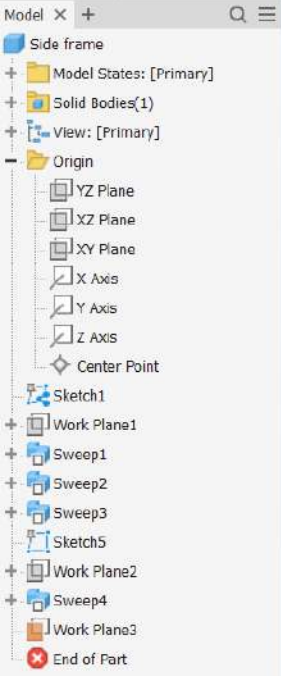 Model × +
Side frame
Model States: [Primary]
Solid Bodies(1)
View: [Primary]
Origin
YZ Plane
XZ Plane
XY Plane
X Axis
Y Axis
Z Axis
Center Point
Sketch1
Work Plane1
Sweep1
Sweep2
Sweep3
Sketch5
Work Plane2
Sweep4
Work Plane3
End of Part